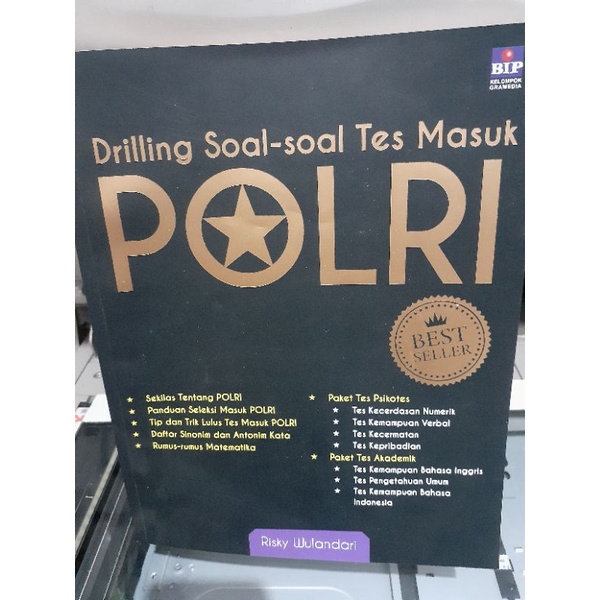 BIP
KELOMPOK
GRAMEDIA
Drilling Soal-soal Tes Masuk
POLRI
BEST
SELLER
Sekilas Tentang POLRI
Panduan Seleksi Masuk POLRI
Tip dan Trik Lulus Tes Masuk POLRI
Daftar Sinonim dan Antonim Kata
Rumus-rumus Matematika
Paket Tes Psikotes
Tes Kecerdasan Numerik
Tes Kemampuan Verbal
Tes Kecermatan
Tes Kepribadian
Paket Tes Akademik
Tes Kemampuan Bahasa Inggris
Tes Pengetahuan Umum
Tes Kemampuan Bahasa
Indonesia
Risky Wulandari